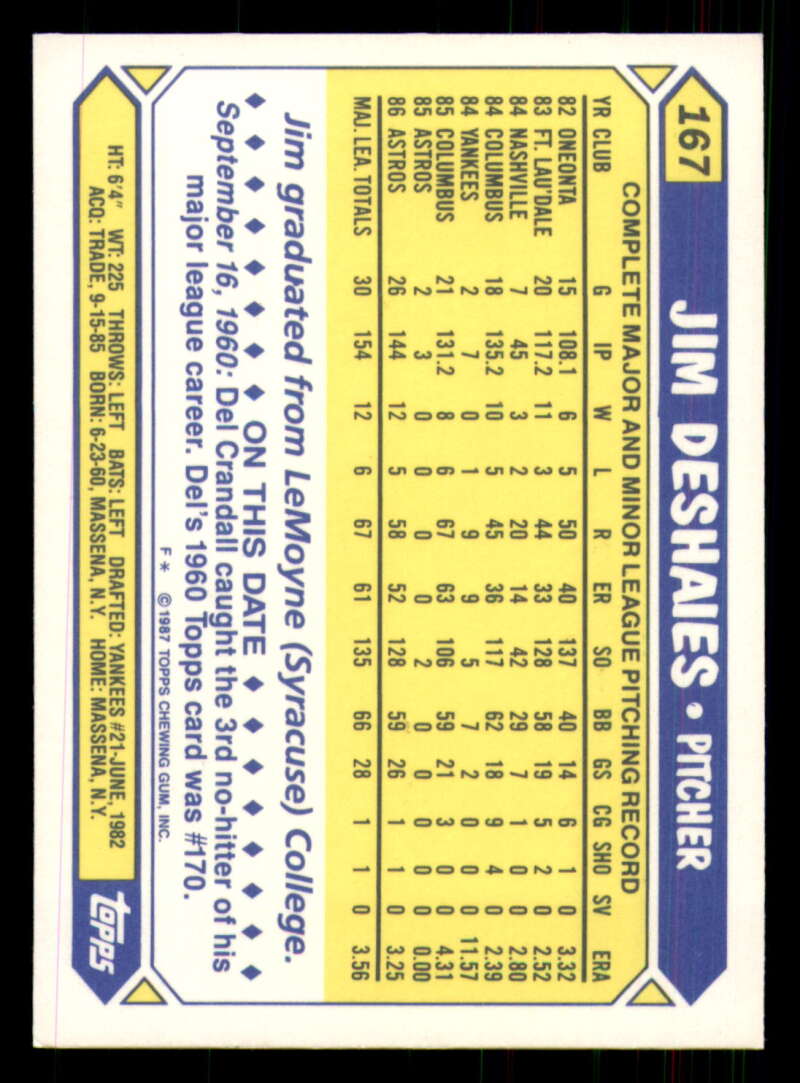 167
JIM DESHAIES • PITCHER
COMPLETE MAJOR AND MINOR LEAGUE PITCHING RECORD
YR CLUB G IP W L R ER SO BB GS CG SHO SV ERA
82 ONEONTA 15 108.1 6 5 50 40 137 40 14 6 1 0 3.32
83 FT. LAU'DALE 20 117.2 11 3 44 33 128 58 19 5 2 0 2.52
84 NASHVILLE 7 45 3 2 20 14 42 29 7 1 0 0 2.80
84 COLUMBUS 18 135.2 10 5 45 36 117 62 18 9 4 0 2.39
84 YANKEES 2 7 0 1 9 9 5 7 2 0 0 0 11.57
85 COLUMBUS 21 131.2 8 6 67 63 106 59 21 3 0 0 4.31
85 ASTROS 2 3 0 0 0 0 2 0 0 0 0 0 0.00
86 ASTROS 26 144 12 5 58 52 128 59 26 1 1 0 3.25
MAJ. LEA. TOTALS 30 154 12 6 67 61 135 66 28 1 1 0 3.56
Jim graduated from LeMoyne (Syracuse) College.
♦ ♦ ♦ ♦ ♦ ♦ ♦ ♦ ON THIS DATE ♦ ♦ ♦ ♦ ♦ ♦ ♦ ♦
September 16, 1960: Del Crandall caught the 3rd no-hitter of his
major league career. Del's 1960 Topps card was #170.
F* ©1987 TOPPS CHEWING GUM, INC.
HT: 6'4" WT: 225 THROWS: LEFT BATS: LEFT DRAFTED: YANKEES #21-JUNE, 1982
ACQ: TRADE, 9-15-85 BORN: 6-23-60, MASSENA, N.Y. HOME: MASSENA, N.Y.
topps